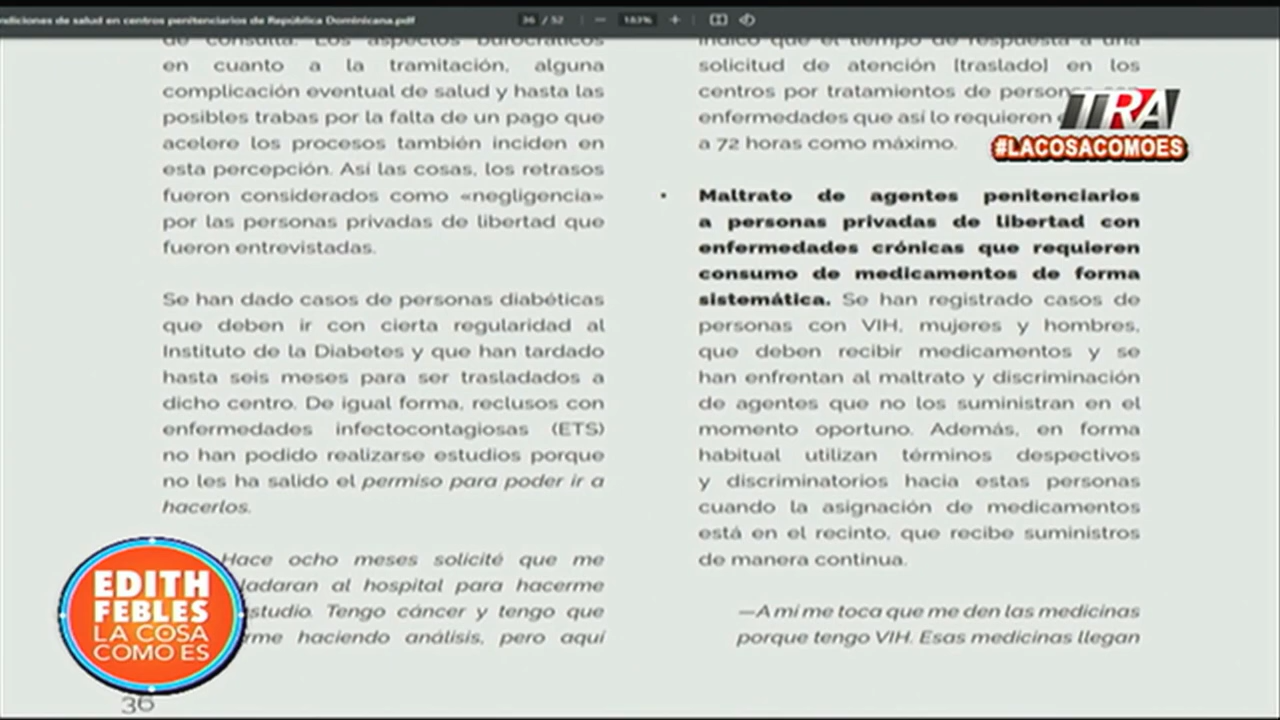 ndiciones de salud en centros penitenciarios de República Dominicana.pdf
36 / 52
183%
de consulta. Los aspectos burocráticos
en cuanto a la tramitación, alguna
complicación eventual de salud y hasta las
posibles trabas por la falta de un pago que
acelere los procesos también inciden en
esta percepción. Así las cosas, los retrasos
fueron considerados como «negligencia»
por las personas privadas de libertad que
fueron entrevistadas.
Se han dado casos de personas diabéticas
que deben ir con cierta regularidad al
Instituto de la Diabetes y que han tardado
hasta seis meses para ser trasladados a
dicho centro. De igual forma, reclusos con
enfermedades infectocontagiosas (ETS)
no han podido realizarse estudios porque
no les ha salido el permiso para poder ir a
hacerlos.
Hace ocho meses solicité que me
ladaran al hospital para hacerme
studio. Tengo cáncer y tengo que
rme haciendo análisis, pero aquí
36
indicó que el tiempo de respuesta a una
solicitud de atención [traslado] en los
centros por tratamientos de personas con
enfermedades que así lo requieren
a 72 horas como máximo.
• Maltrato de agentes penitenciarios
a personas privadas de libertad con
enfermedades crónicas que requieren
consumo de medicamentos de forma
sistemática. Se han registrado casos de
personas con VIH, mujeres y hombres,
que deben recibir medicamentos y se
han enfrentan al maltrato y discriminación
de agentes que no los suministran en el
momento oportuno. Además, en forma
habitual utilizan términos despectivos
y discriminatorios hacia estas personas
cuando la asignación de medicamentos
está en el recinto, que recibe suministros
de manera continua.
—A mí me toca que me den las medicinas
porque tengo VIH. Esas medicinas llegan
TRA
#LACOSACOMOES
EDITH
FEBLES
LA COSA
COMO ES